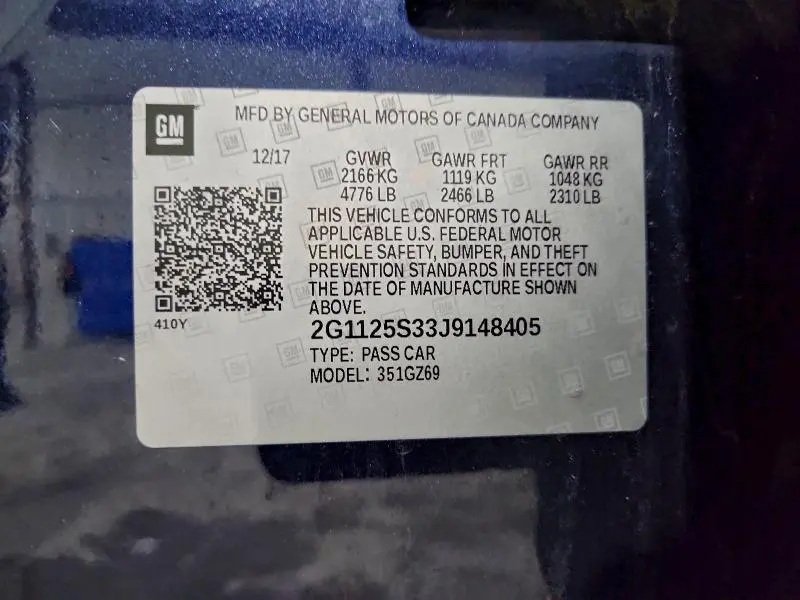 GM
MFD BY GENERAL MOTORS OF CANADA COMPANY
12/17 GVWR GAWR FRT GAWR RR
2166 KG 1119 KG 1048 KG
4776 LB 2466 LB 2310 LB
THIS VEHICLE CONFORMS TO ALL
APPLICABLE U.S. FEDERAL MOTOR
VEHICLE SAFETY, BUMPER, AND THEFT
PREVENTION STANDARDS IN EFFECT ON
THE DATE OF MANUFACTURE SHOWN
ABOVE.
410Y
2G1125S33J9148405
TYPE: PASS CAR
MODEL: 351GZ69